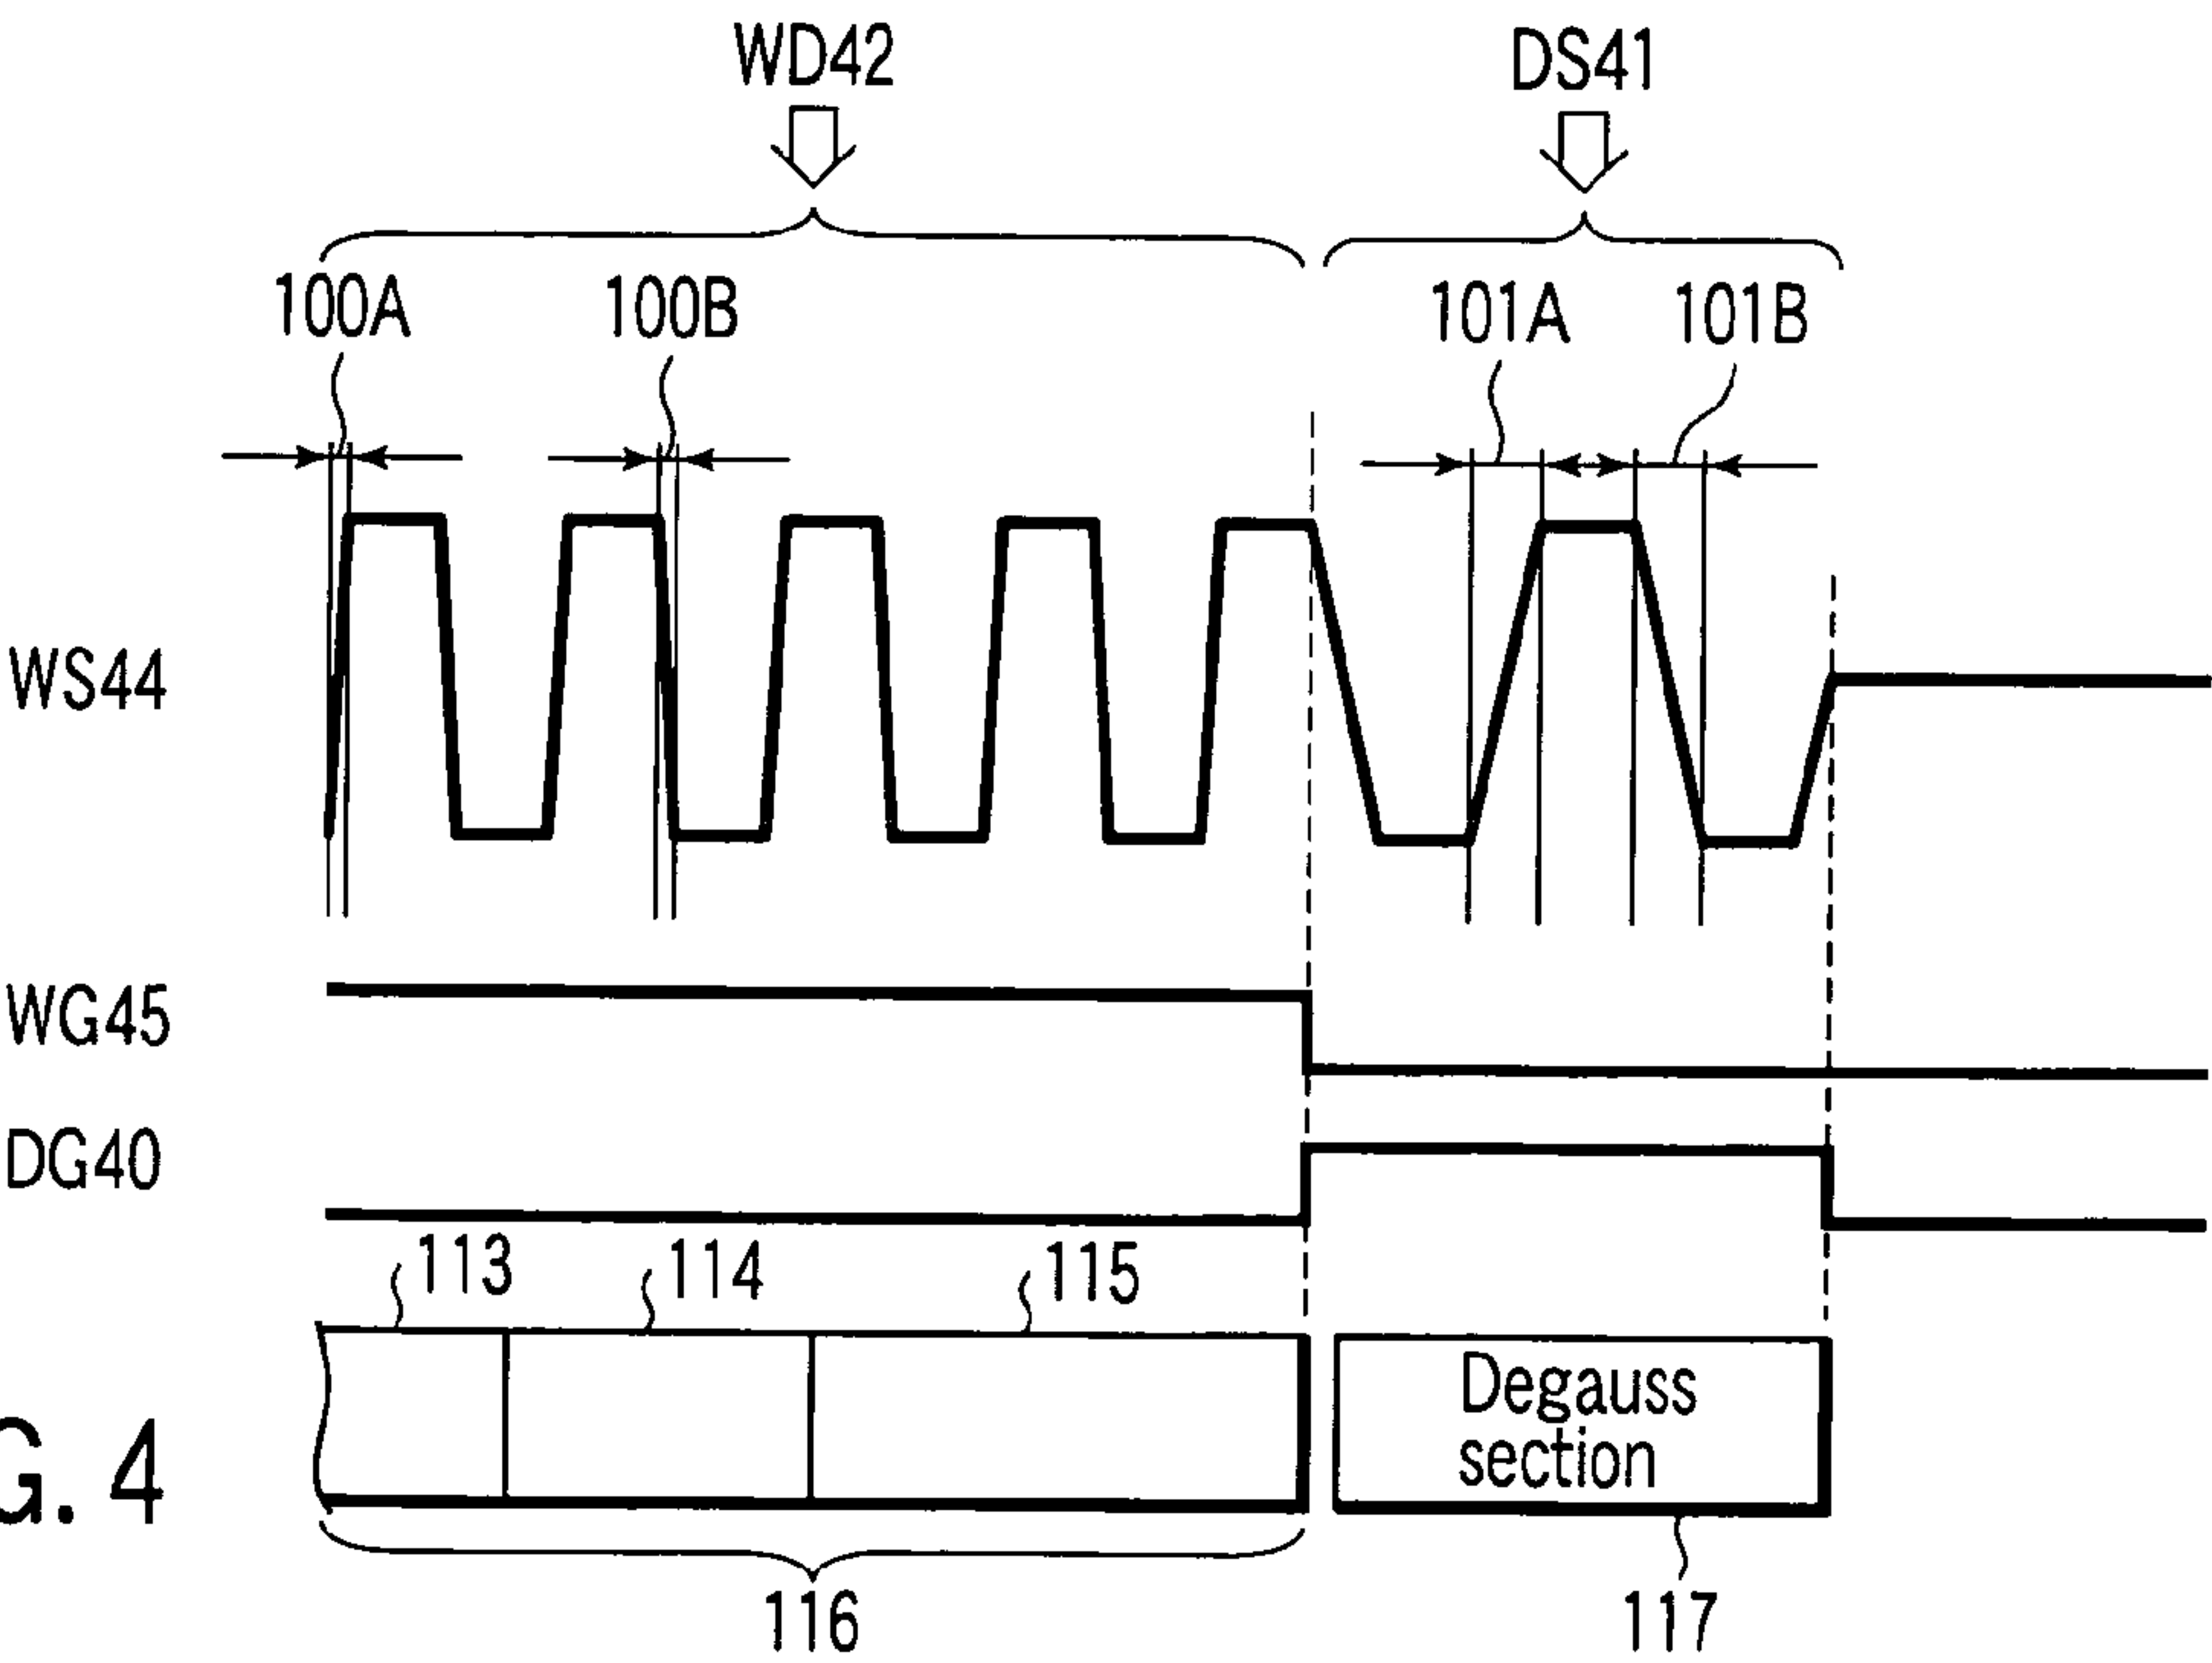 WD42
DS41
100A
100B
101A
101B
WS44
WG45
DG40
113
114
115
Degauss
section
G. 4
116
117